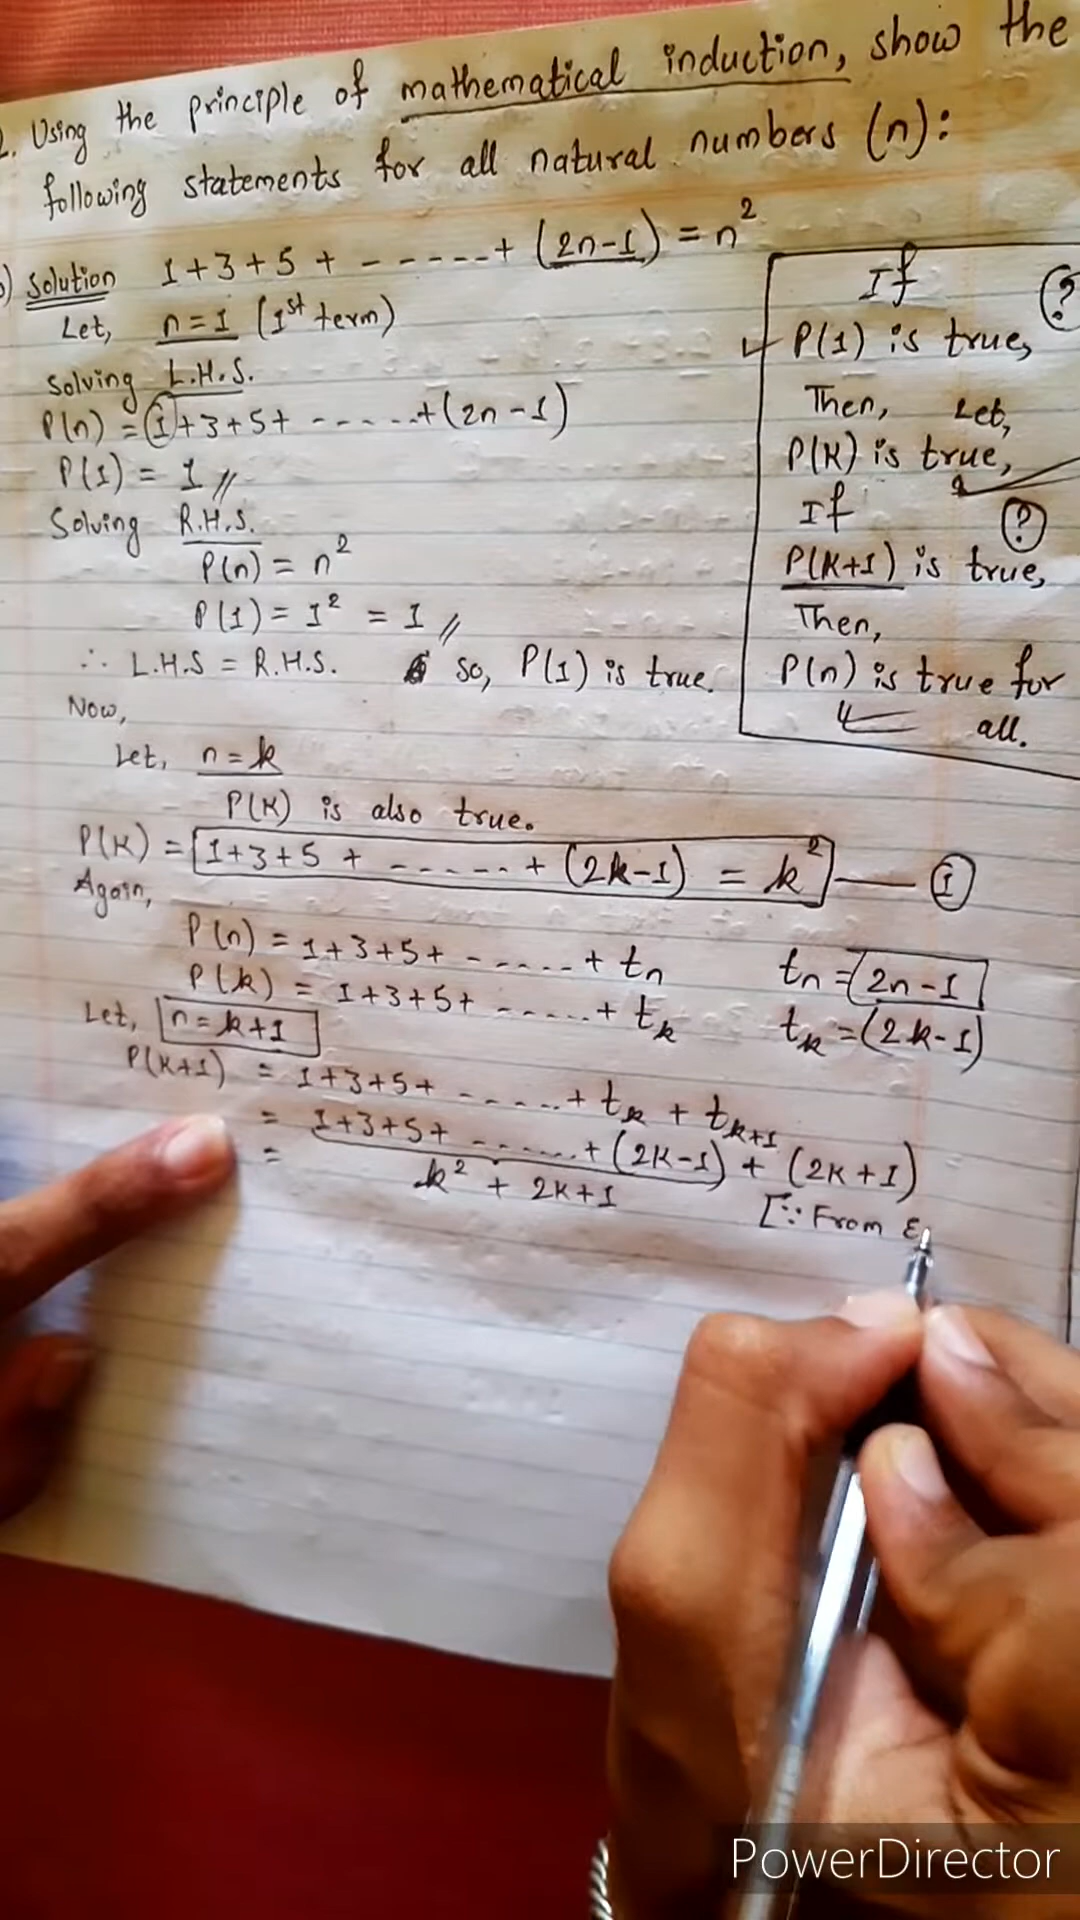 2. Using the principle of mathematical induction, show the
following statements for all natural numbers (n):
Solution 1+3+5+ ------+ (2n-1) = n²
Let, n=1 (1st term)
Solving L.H.S.
P(n) = 1+3+5+ ------+(2n-1)
P(1) = 1 //
Solving R.H.S.
P(n) = n²
P(1) = 1² = 1 //
∴ L.H.S = R.H.S. so, P(1) is true.
Now,
Let, n=k
P(K) is also true.
P(K) = 1+3+5+ ------+ (2k-1) = k² —— ①
Again,
P(n) = 1+3+5+ ------+ tn tn = 2n-1
P(k) = 1+3+5+ ------+ tk tk = (2k-1)
Let, n=k+1
P(K+1) = 1+3+5+ ------+ tk + tk+1
= 1+3+5+ ------+ (2K-1) + (2K+1)
= k² + 2K+1
[∵ From E
If ?
P(1) is true,
Then, Let,
P(K) is true,
If ?
P(K+1) is true,
Then,
P(n) is true for
all.
PowerDirector